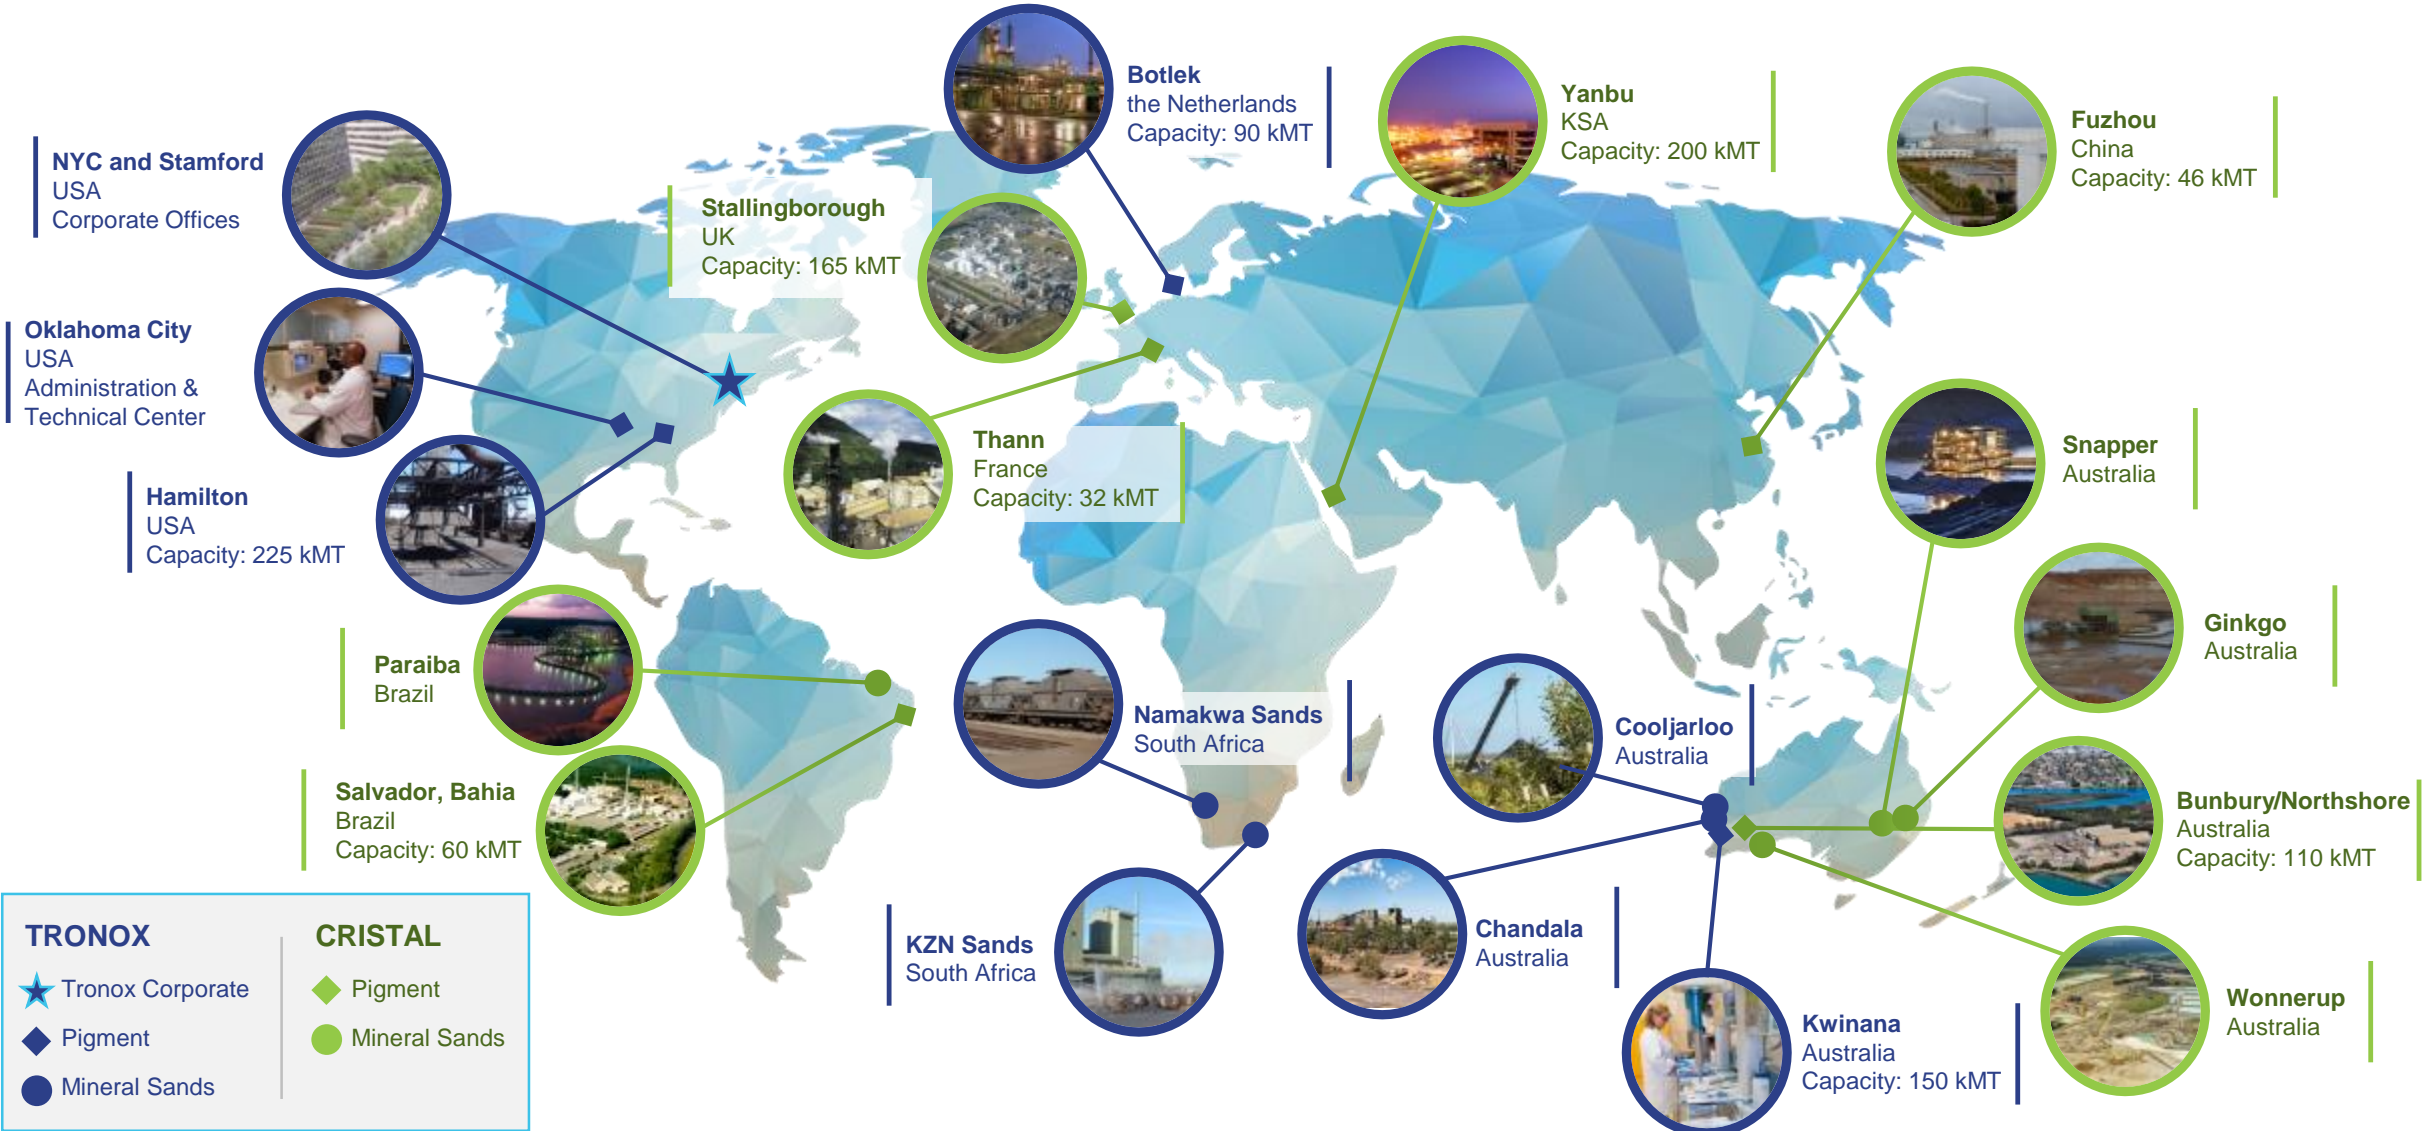 NYC and Stamford
USA
Corporate Offices
Oklahoma City
USA
Administration &
Technical Center
Hamilton
USA
Capacity: 225 kMT
Paraiba
Brazil
Salvador, Bahia
Brazil
Capacity: 60 kMT
Stallingborough
UK
Capacity: 165 kMT
Botlek
the Netherlands
Capacity: 90 kMT
Thann
France
Capacity: 32 kMT
Yanbu
KSA
Capacity: 200 kMT
Fuzhou
China
Capacity: 46 kMT
Snapper
Australia
Ginkgo
Australia
Bunbury/Northshore
Australia
Capacity: 110 kMT
Wonnerup
Australia
Namakwa Sands
South Africa
KZN Sands
South Africa
Cooljarloo
Australia
Chandala
Australia
Kwinana
Australia
Capacity: 150 kMT
TRONOX
Tronox Corporate
Pigment
Mineral Sands
CRISTAL
Pigment
Mineral Sands